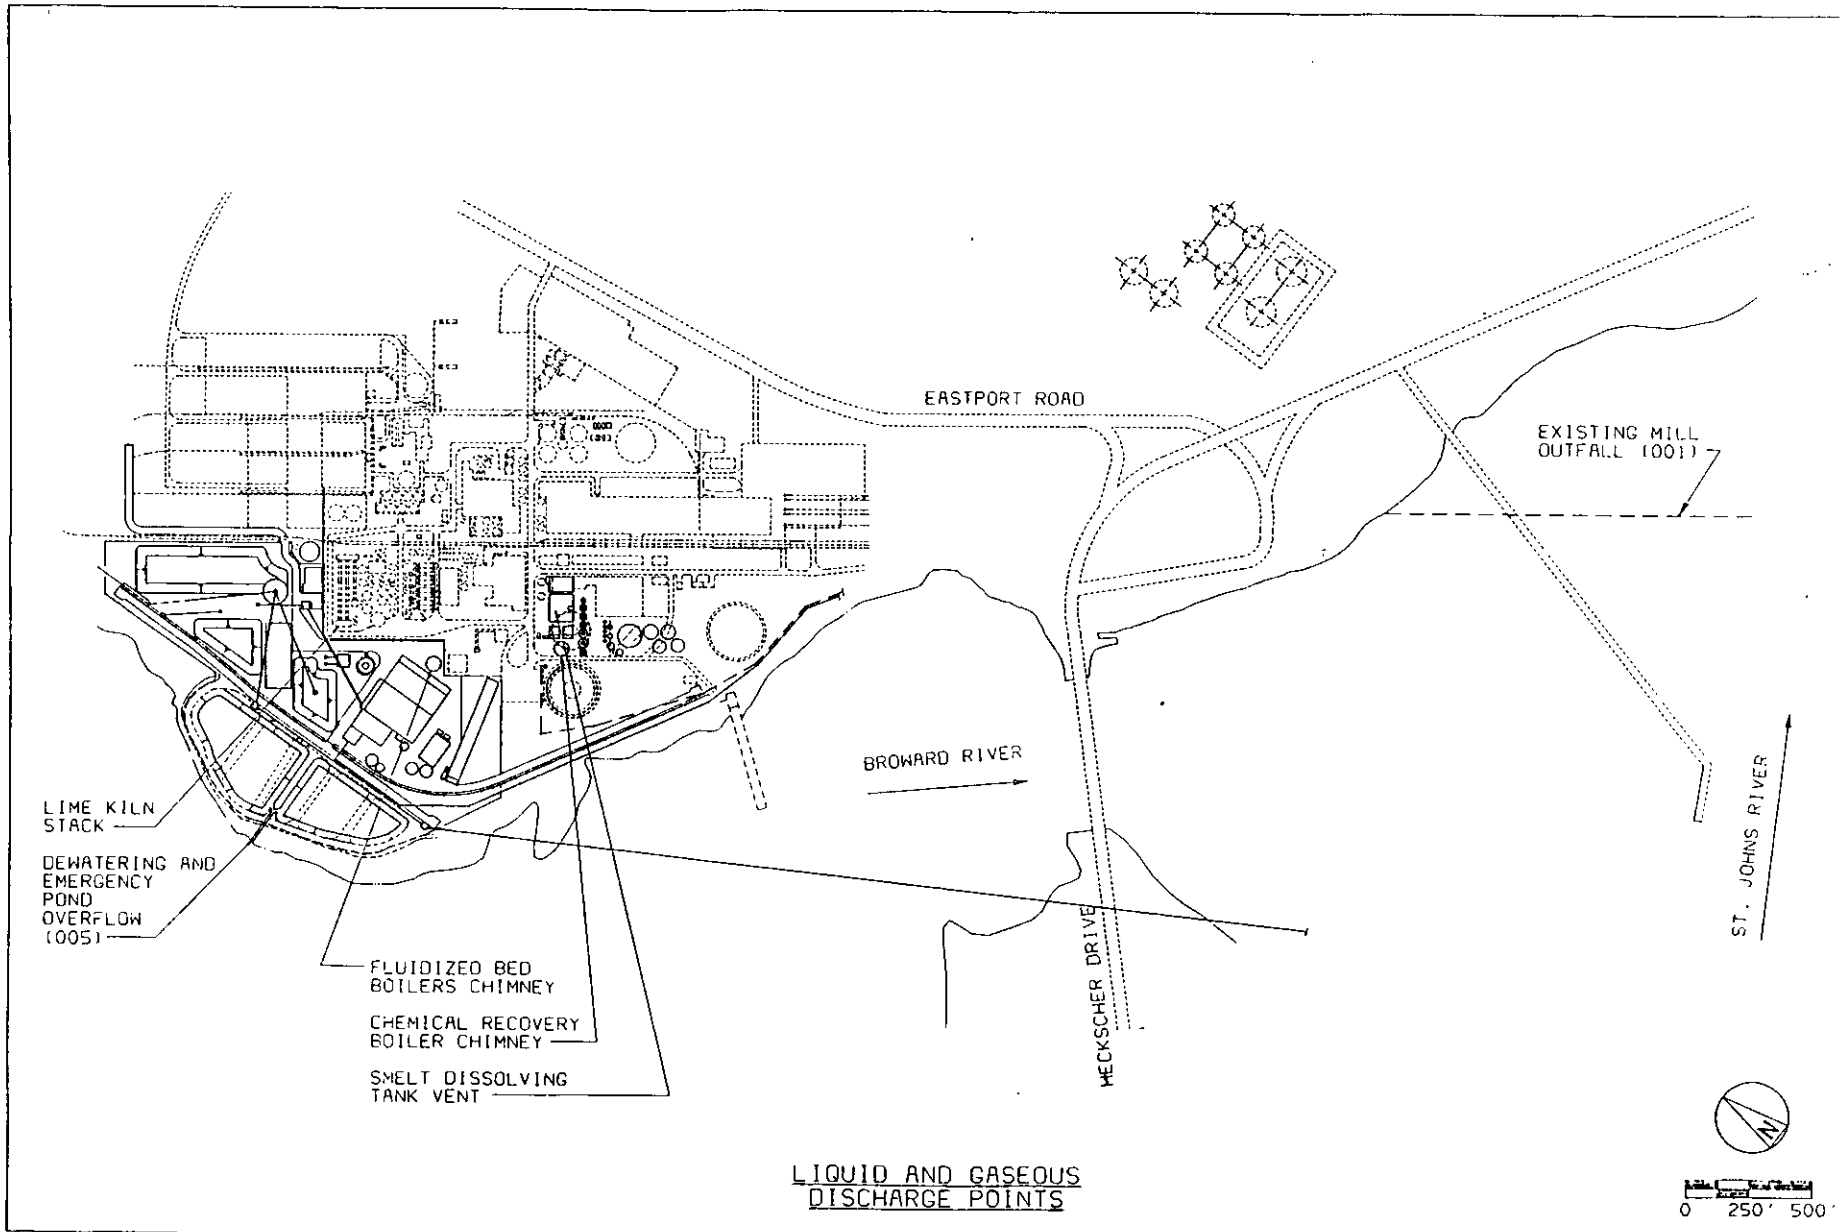 EASTPORT ROAD
EXISTING MILL
OUTFALL (001)
BROWARD RIVER
ST. JOHNS RIVER
HECKSCHER DRIVE
LIME KILN
STACK
DEWATERING AND
EMERGENCY
POND
OVERFLOW
(005)
FLUIDIZED BED
BOILERS CHIMNEY
CHEMICAL RECOVERY
BOILER CHIMNEY
SMELT DISSOLVING
TANK VENT
N
LIQUID AND GASEOUS
DISCHARGE POINTS
0 250' 500'